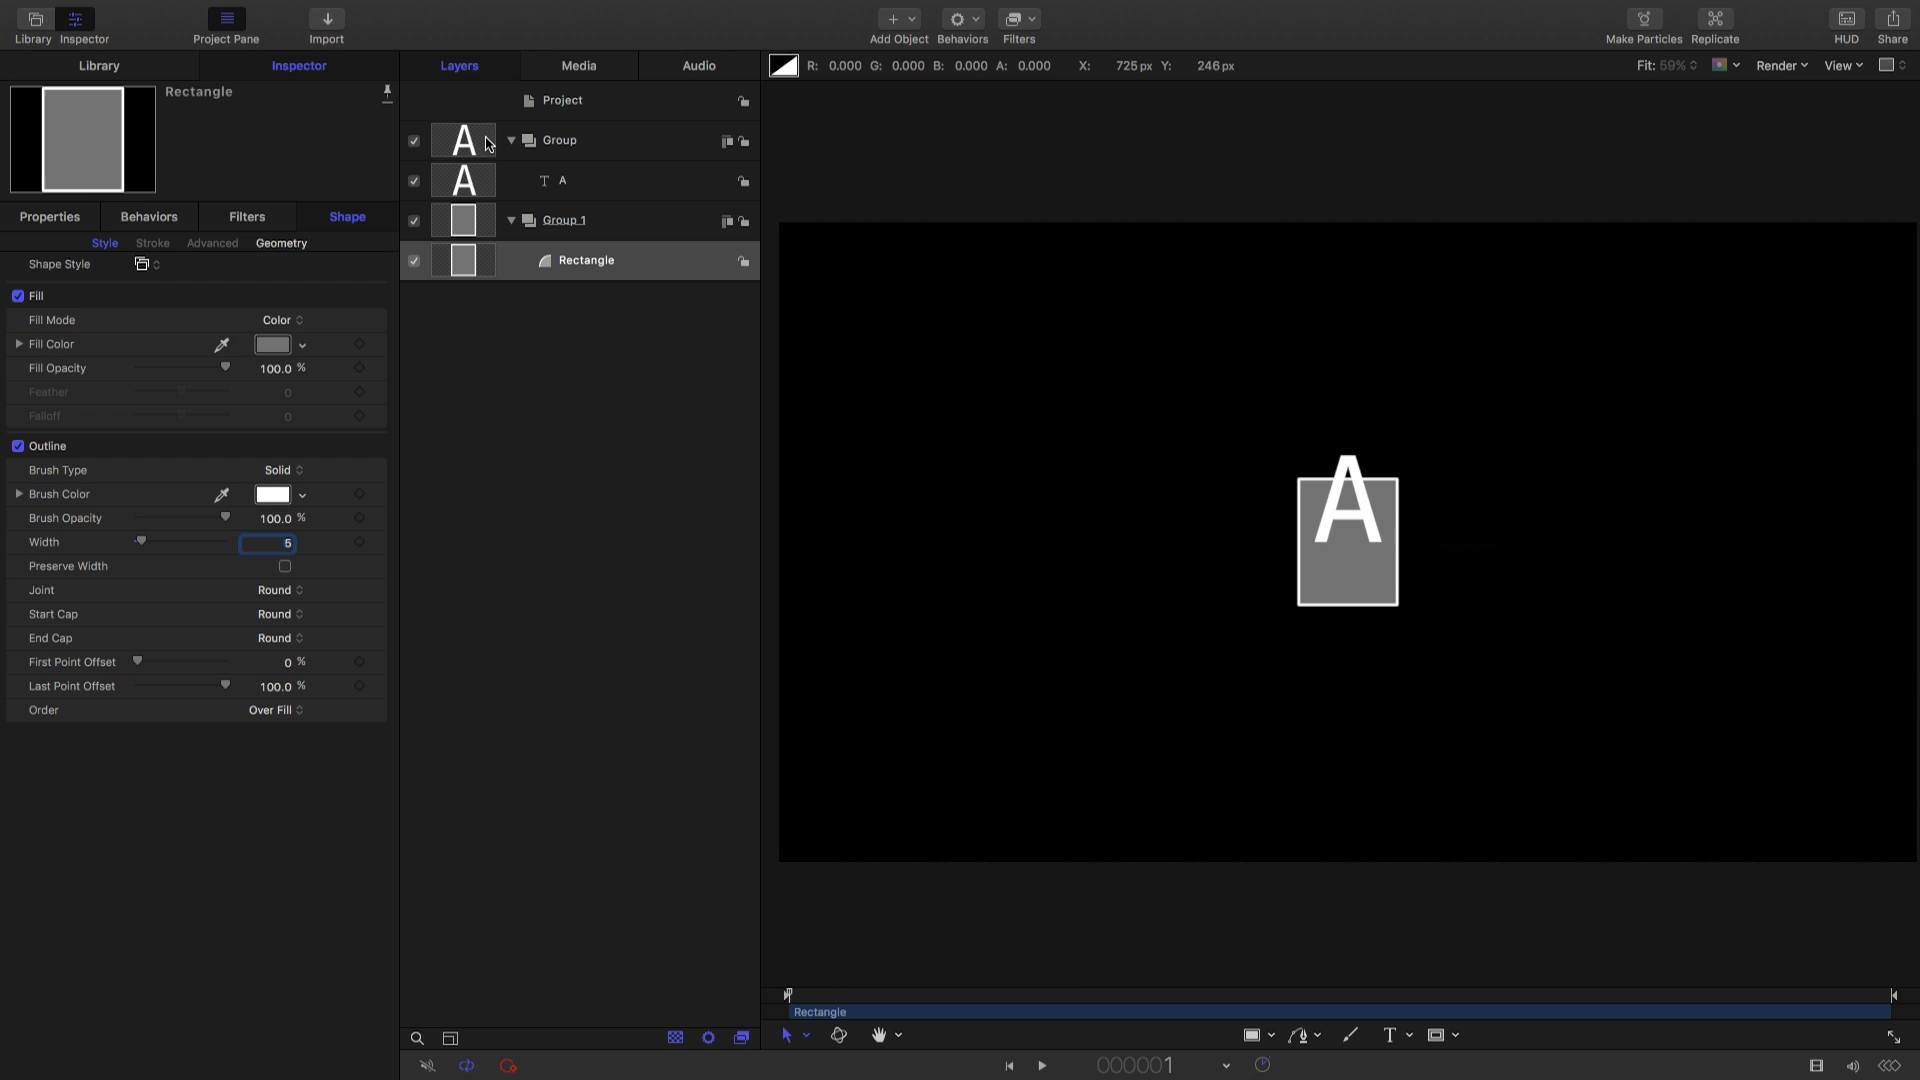 Library Inspector Project Pane Import Add Object Behaviors Filters Make Particles Replicate HUD Share
Library Inspector Layers Media Audio R: 0.000 G: 0.000 B: 0.000 A: 0.000 X: 725 px Y: 246 px Fit: 59% Render View
Rectangle
Project
A Group
A T A
Group 1
Rectangle
Properties Behaviors Filters Shape
Style Stroke Advanced Geometry
Shape Style
Fill
Fill Mode Color
Fill Color
Fill Opacity 100.0 %
Feather 0
Falloff 0
Outline
Brush Type Solid
Brush Color
Brush Opacity 100.0 %
Width 5
Preserve Width
Joint Round
Start Cap Round
End Cap Round
First Point Offset 0 %
Last Point Offset 100.0 %
Order Over Fill
A
Rectangle
T
000001